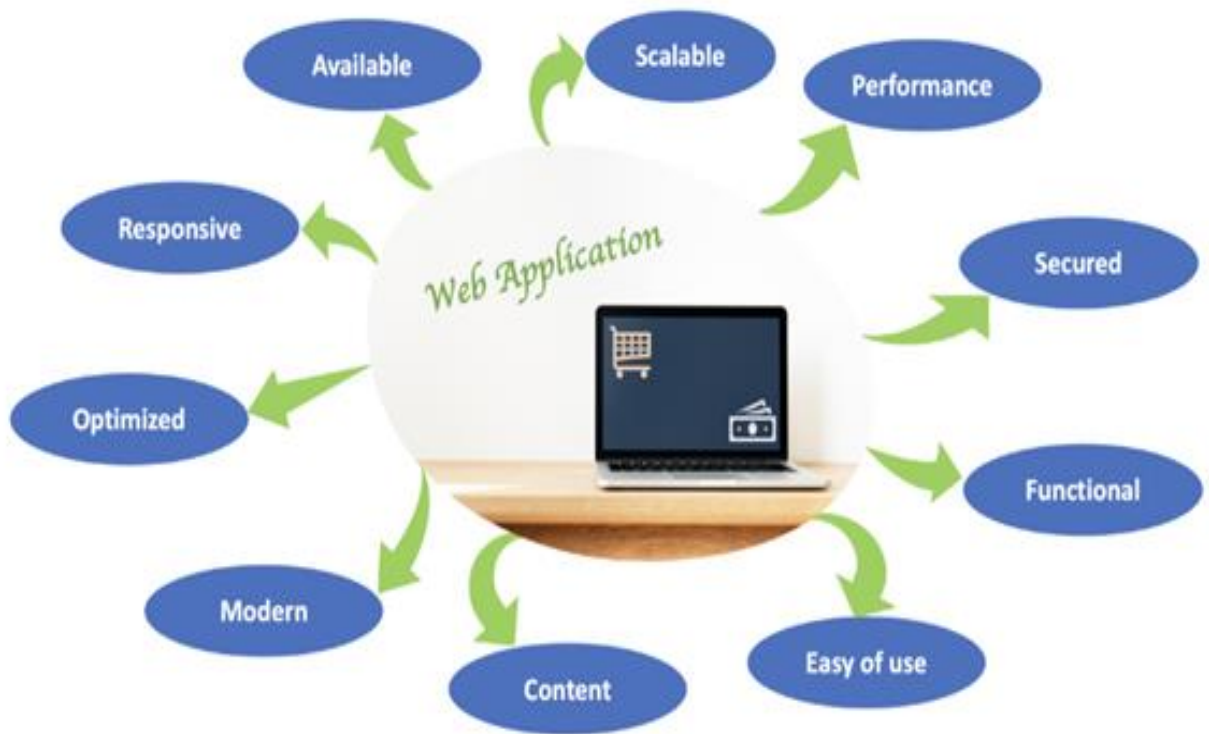 Available
Scalable
Performance
Responsive
Web Application
Secured
Optimized
Functional
Modern
Easy of use
Content